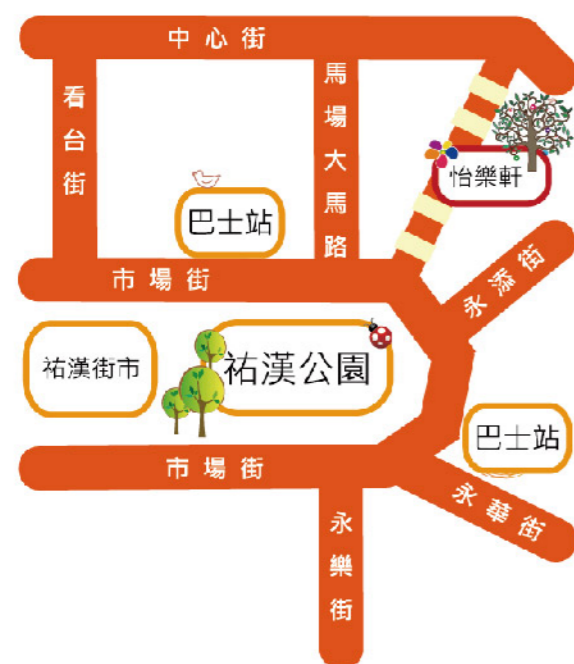 中心街
看台街
馬場大馬路
怡樂軒
巴士站
市場街
永添街
祐漢街市
祐漢公園
巴士站
市場街
永華街
永樂街